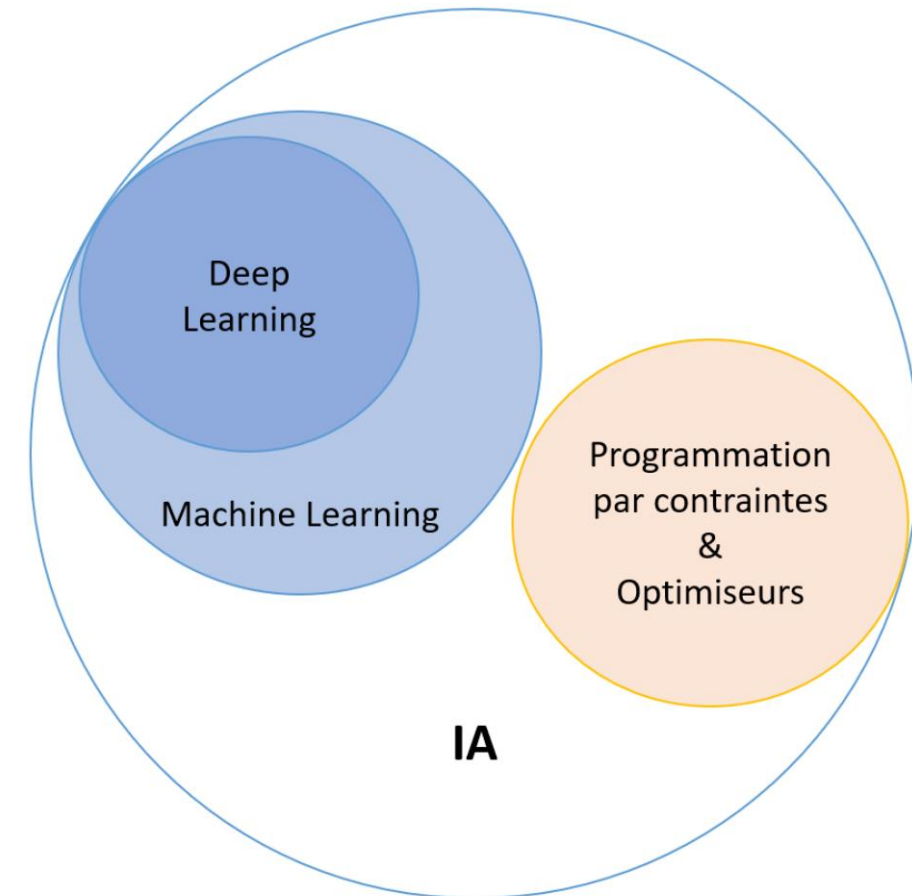 Deep
Learning
Machine Learning
Programmation
par contraintes
&
Optimiseurs
IA